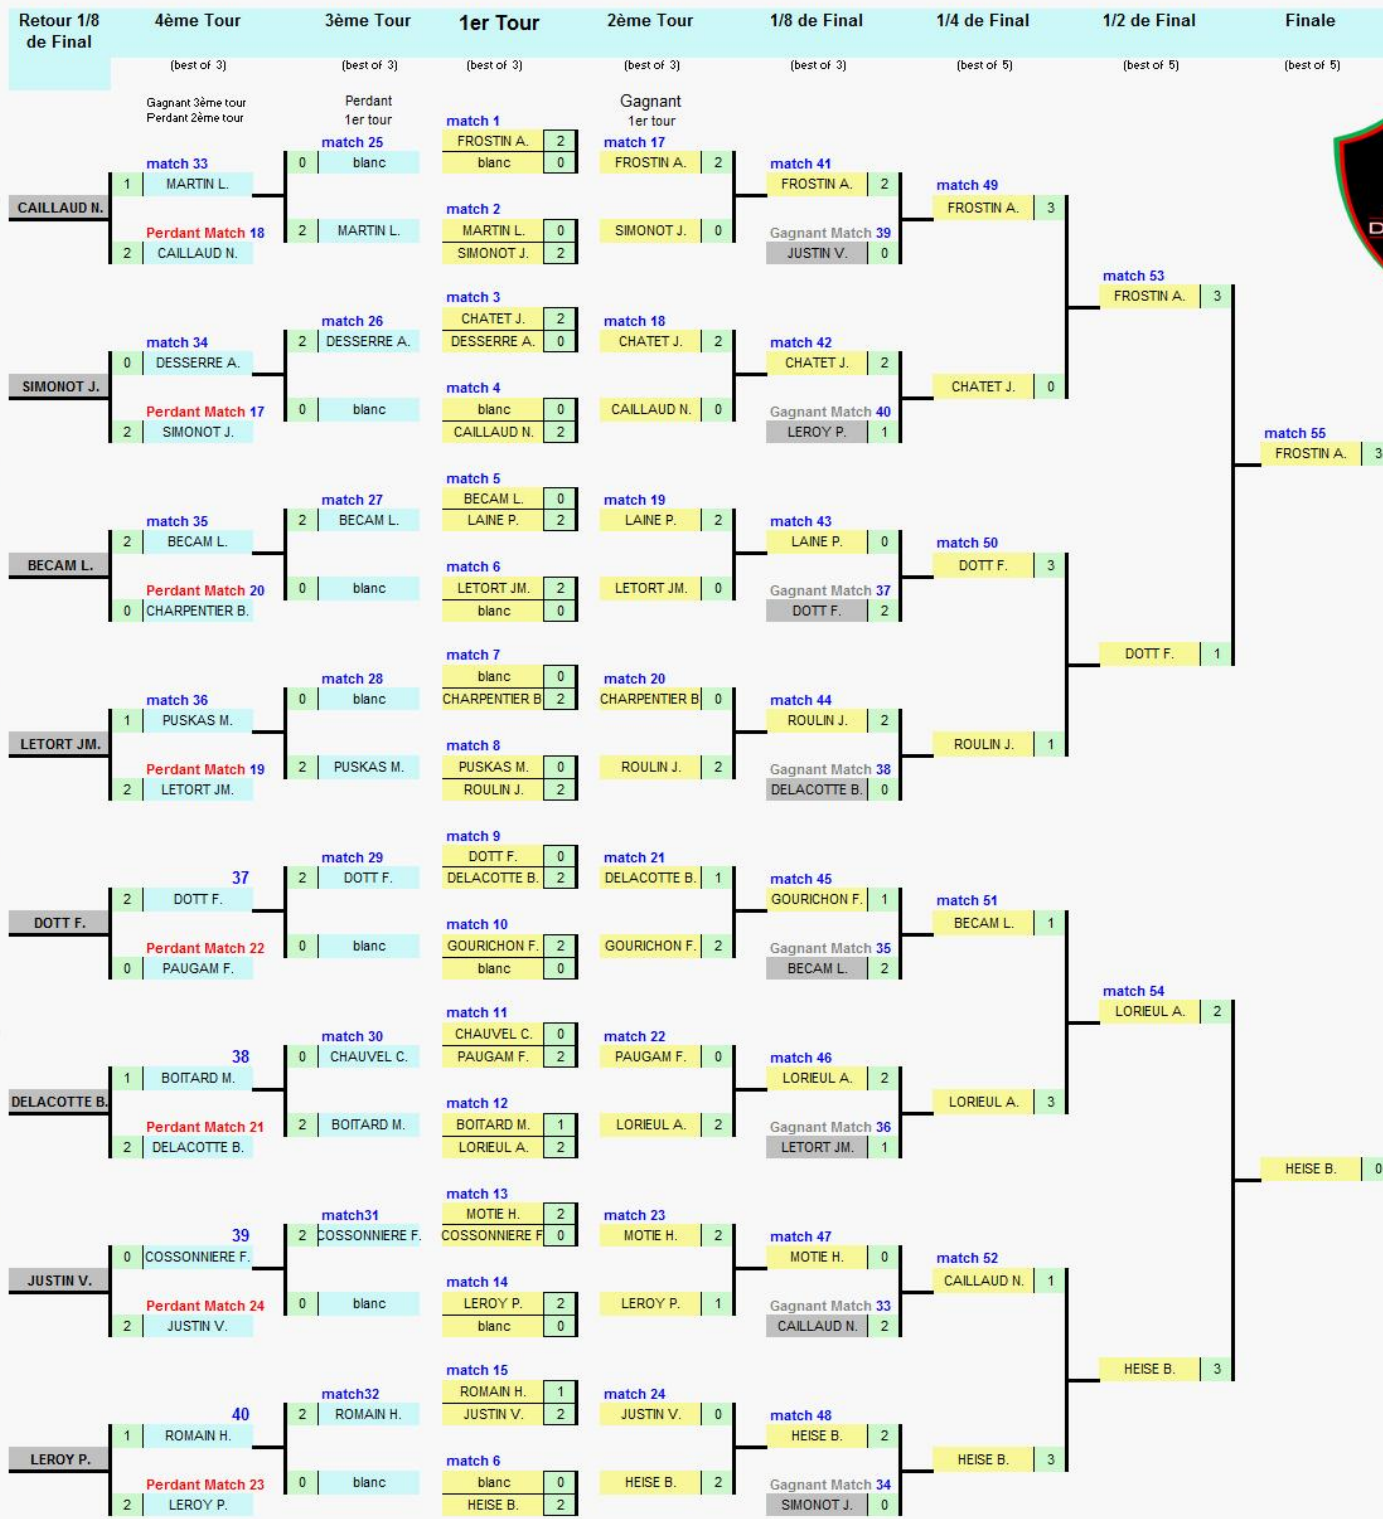 Retour 1/8 4ème Tour 3ème Tour 1er Tour 2ème Tour 1/8 de Final 1/4 de Final 1/2 de Final Finale
de Final
(best of 3) (best of 3) (best of 3) (best of 3) (best of 3) (best of 5) (best of 5) (best of 5)
Gagnant 3ème tour Perdant Gagnant
Perdant 2ème tour 1er tour match 1 1er tour
match 25 FROSTIN A. 2 match 17
match 33 0 blanc blanc 0 FROSTIN A. 2 match 41
1 MARTIN L. FROSTIN A. 2 match 49
CAILLAUD N. match 2 FROSTIN A. 3
Perdant Match 18 2 MARTIN L. MARTIN L. 0 SIMONOT J. 0 Gagnant Match 39 D
2 CAILLAUD N. SIMONOT J. 2 JUSTIN V. 0
match 53
match 3 FROSTIN A. 3
match 26 CHATET J. 2 match 18
match 34 2 DESSERRE A. DESSERRE A. 0 CHATET J. 2 match 42
0 DESSERRE A. CHATET J. 2
SIMONOT J. match 4 CHATET J. 0
Perdant Match 17 0 blanc blanc 0 CAILLAUD N. 0 Gagnant Match 40
2 SIMONOT J. CAILLAUD N. 2 LEROY P. 1 match 55
FROSTIN A. 3
match 5
match 27 BECAM L. 0 match 19
match 35 2 BECAM L. LAINE P. 2 LAINE P. 2 match 43
2 BECAM L. LAINE P. 0 match 50
BECAM L. match 6 DOTT F. 3
Perdant Match 20 0 blanc LETORT JM. 2 LETORT JM. 0 Gagnant Match 37
0 CHARPENTIER B. blanc 0 DOTT F. 2
match 7 DOTT F. 1
match 28 blanc 0 match 20
match 36 0 blanc CHARPENTIER B 2 CHARPENTIER B 0 match 44
1 PUSKAS M. ROULIN J. 2
LETORT JM. match 8 ROULIN J. 1
Perdant Match 19 2 PUSKAS M. PUSKAS M. 0 ROULIN J. 2 Gagnant Match 38
2 LETORT JM. ROULIN J. 2 DELACOTTE B. 0
match 9
match 29 DOTT F. 0 match 21
37 2 DOTT F. DELACOTTE B. 2 DELACOTTE B. 1 match 45
2 DOTT F. GOURICHON F. 1 match 51
DOTT F. match 10 BECAM L. 1
Perdant Match 22 0 blanc GOURICHON F. 2 GOURICHON F. 2 Gagnant Match 35
0 PAUGAM F. blanc 0 BECAM L. 2
match 54
match 11 LORIEUL A. 2
match 30 CHAUVEL C. 0 match 22
38 0 CHAUVEL C. PAUGAM F. 2 PAUGAM F. 0 match 46
1 BOITARD M. LORIEUL A. 2
DELACOTTE B. match 12 LORIEUL A. 3
Perdant Match 21 2 BOITARD M. BOITARD M. 1 LORIEUL A. 2 Gagnant Match 36
2 DELACOTTE B. LORIEUL A. 2 LETORT JM. 1
HEISE B. 0
match 13
match31 MOTIE H. 2 match 23
39 2 COSSONNIERE F. COSSONNIERE F 0 MOTIE H. 2 match 47
0 COSSONNIERE F. MOTIE H. 0 match 52
JUSTIN V. match 14 CAILLAUD N. 1
Perdant Match 24 0 blanc LEROY P. 2 LEROY P. 1 Gagnant Match 33
2 JUSTIN V. blanc 0 CAILLAUD N. 2
match 15 HEISE B. 3
match32 ROMAIN H. 1 match 24
40 2 ROMAIN H. JUSTIN V. 2 JUSTIN V. 0 match 48
1 ROMAIN H. HEISE B. 2
LEROY P. match 6 HEISE B. 3
Perdant Match 23 0 blanc blanc 0 HEISE B. 2 Gagnant Match 34
2 LEROY P. HEISE B. 2 SIMONOT J. 0